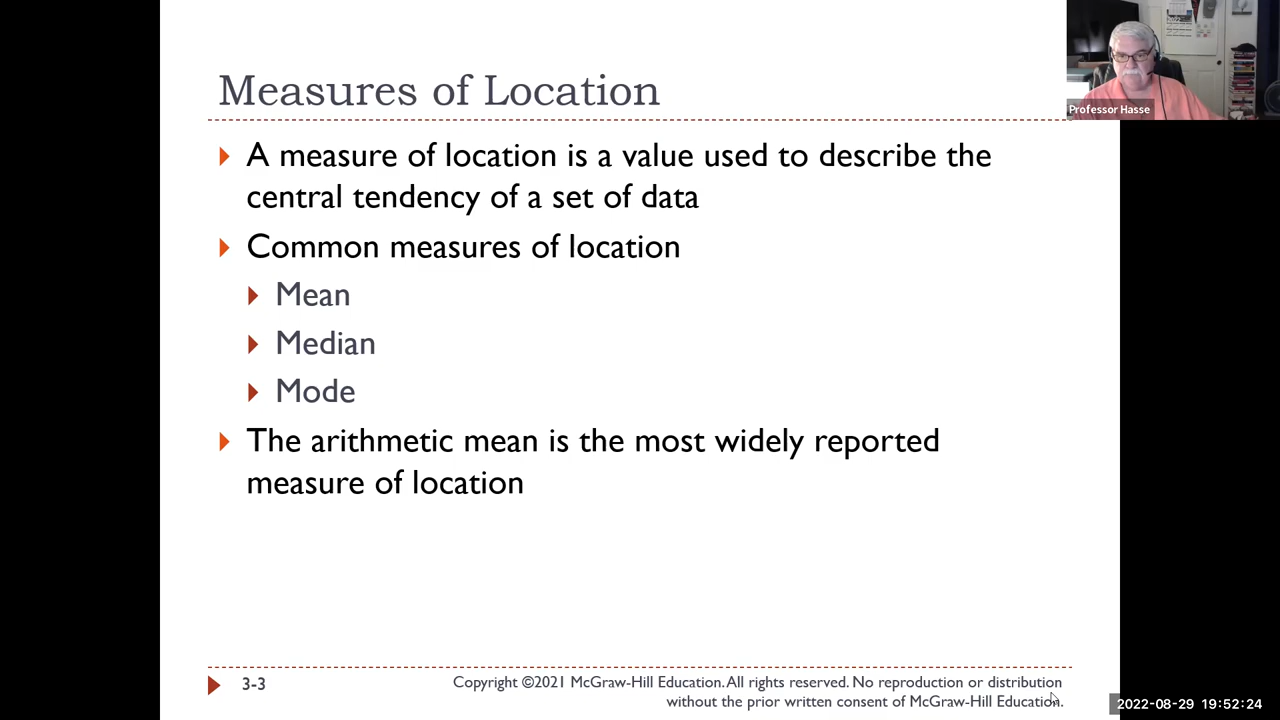 Measures of Location
A measure of location is a value used to describe the
central tendency of a set of data
Common measures of location
Mean
Median
Mode
The arithmetic mean is the most widely reported
measure of location
3-3
Copyright ©2021 McGraw-Hill Education. All rights reserved. No reproduction or distribution
without the prior written consent of McGraw-Hill Education.
Professor Hasse
2022-08-29 19:52:24